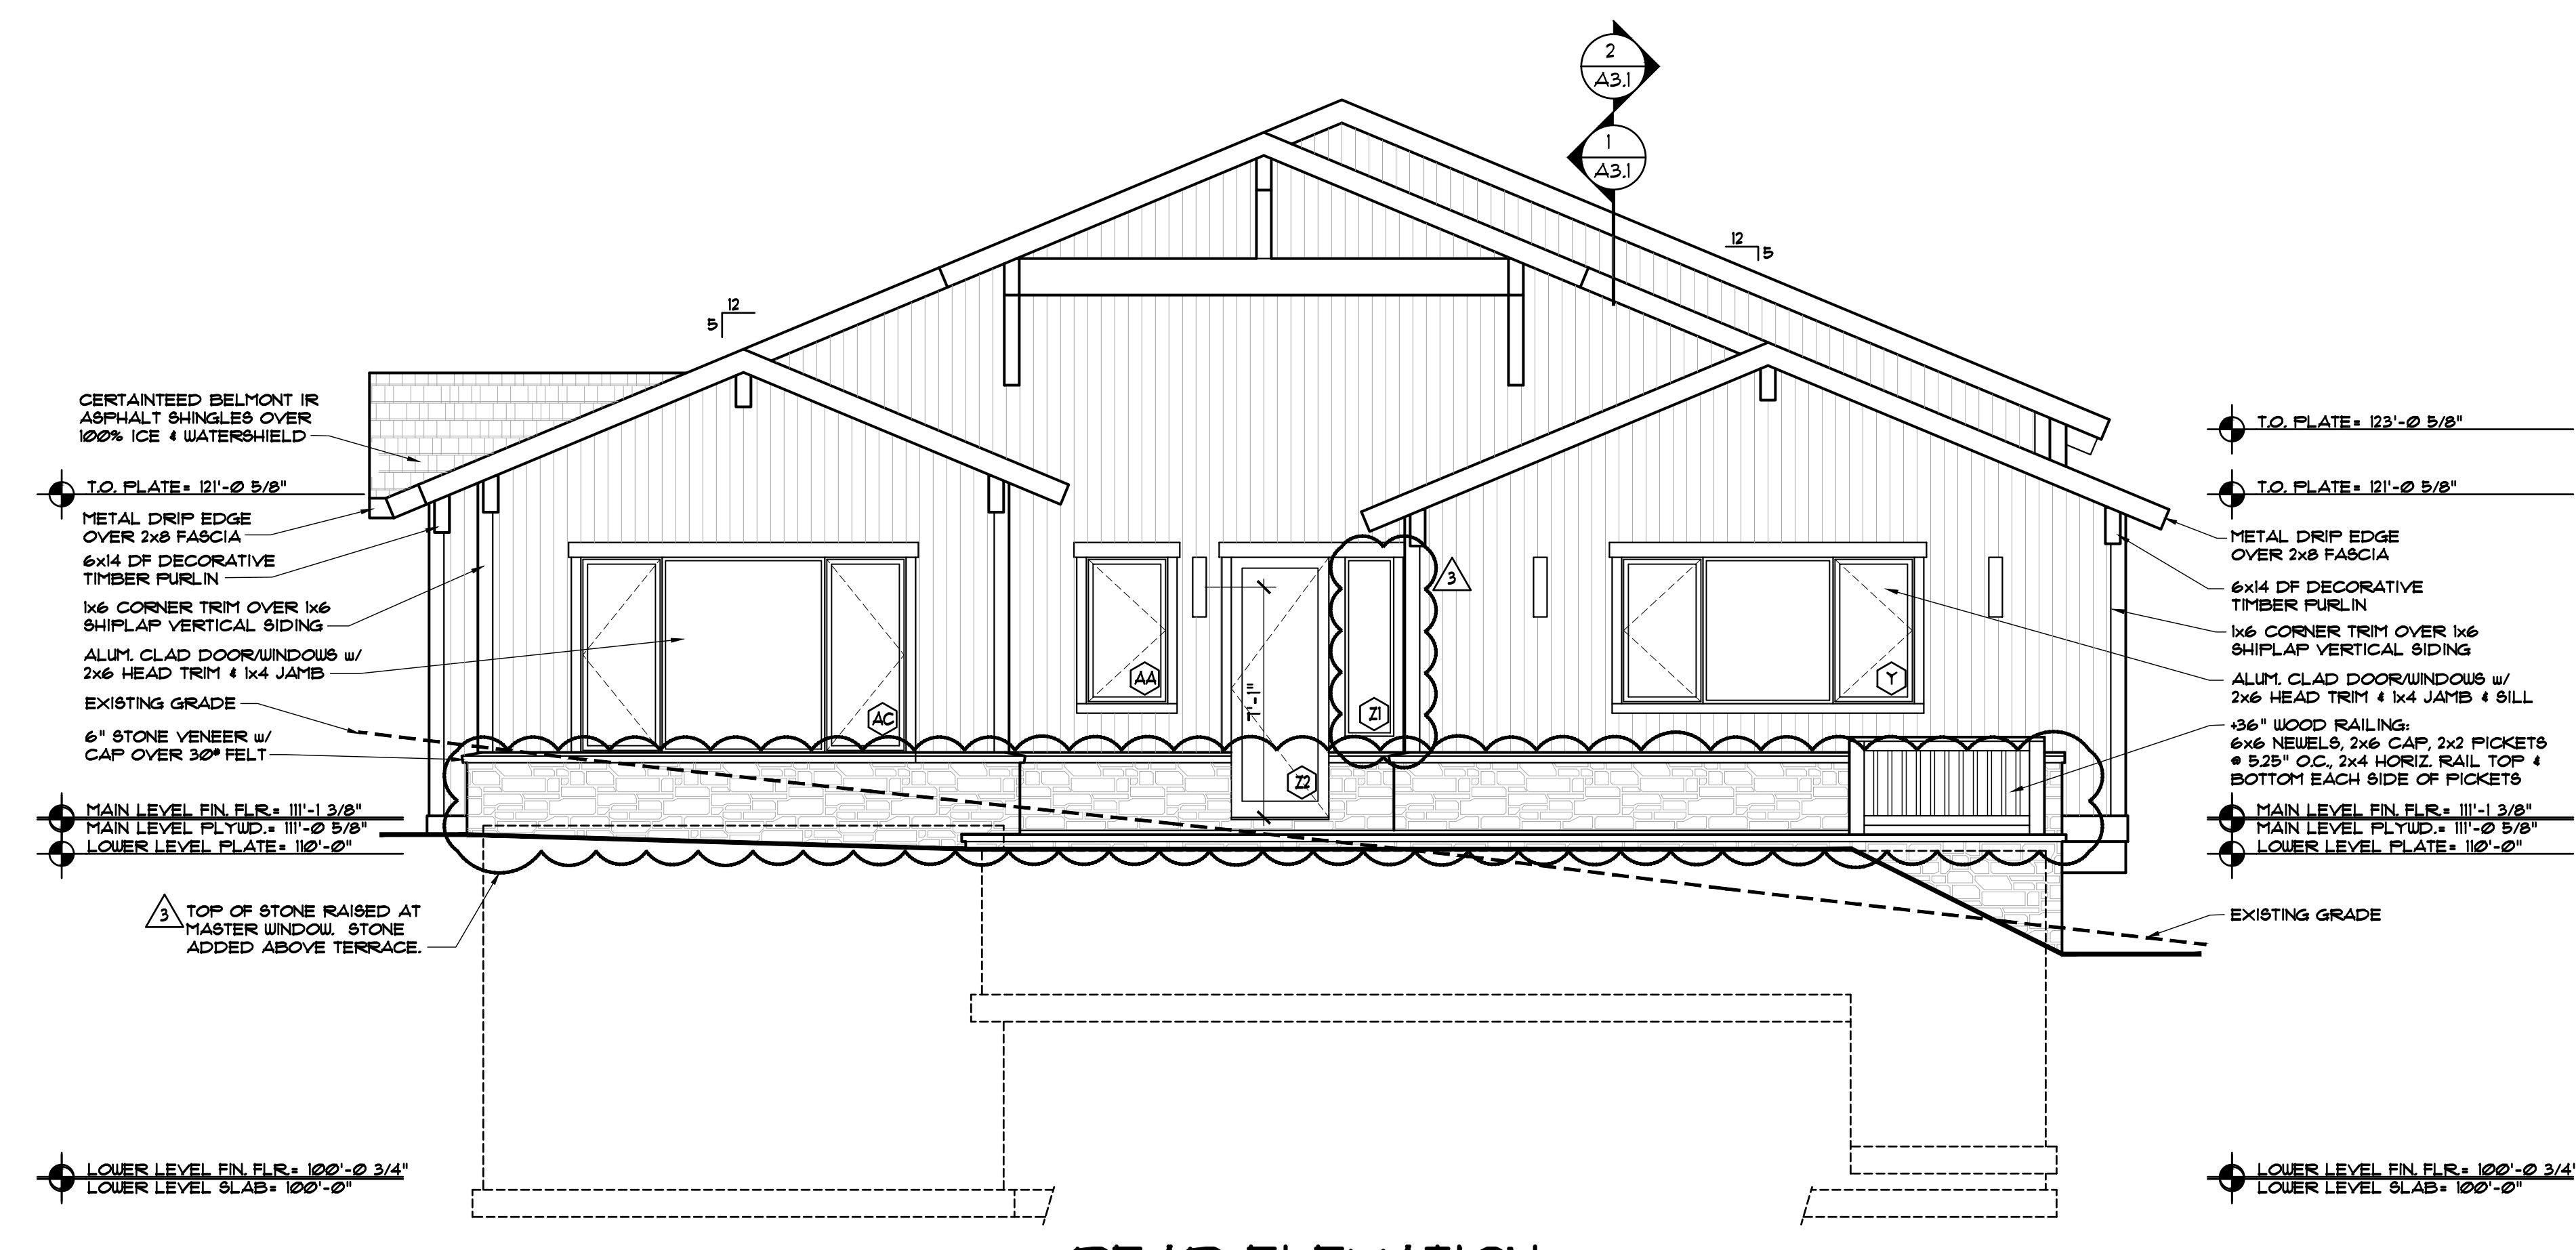 2
A3.1
1
A3.1
12
5
12
5
CERTAINTEED BELMONT IR
ASPHALT SHINGLES OVER
100% ICE & WATERSHIELD
T.O. PLATE= 121'-0 5/8"
METAL DRIP EDGE
OVER 2x8 FASCIA
6x14 DF DECORATIVE
TIMBER PURLIN
1x6 CORNER TRIM OVER 1x6
SHIPLAP VERTICAL SIDING
ALUM. CLAD DOOR/WINDOWS w/
2x6 HEAD TRIM & 1x4 JAMB
EXISTING GRADE
6" STONE VENEER w/
CAP OVER 30# FELT
MAIN LEVEL FIN. FLR.= 111'-1 3/8"
MAIN LEVEL PLYWD.= 111'-0 5/8"
LOWER LEVEL PLATE= 110'-0"
3
TOP OF STONE RAISED AT
MASTER WINDOW. STONE
ADDED ABOVE TERRACE.
LOWER LEVEL FIN. FLR.= 100'-0 3/4"
LOWER LEVEL SLAB= 100'-0"
AC
AA
7'-1"
Z2
Z1
3
Y
T.O. PLATE= 123'-0 5/8"
T.O. PLATE= 121'-0 5/8"
METAL DRIP EDGE
OVER 2x8 FASCIA
6x14 DF DECORATIVE
TIMBER PURLIN
1x6 CORNER TRIM OVER 1x6
SHIPLAP VERTICAL SIDING
ALUM. CLAD DOOR/WINDOWS w/
2x6 HEAD TRIM & 1x4 JAMB & SILL
+36" WOOD RAILING:
6x6 NEWELS, 2x6 CAP, 2x2 PICKETS
@ 5.25" O.C., 2x4 HORIZ. RAIL TOP &
BOTTOM EACH SIDE OF PICKETS
MAIN LEVEL FIN. FLR.= 111'-1 3/8"
MAIN LEVEL PLYWD.= 111'-0 5/8"
LOWER LEVEL PLATE= 110'-0"
EXISTING GRADE
LOWER LEVEL FIN. FLR.= 100'-0 3/4"
LOWER LEVEL SLAB= 100'-0"
REAR ELEVATION